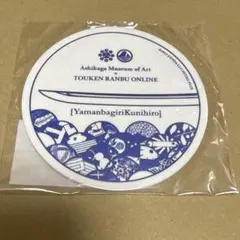 Ashikaga Museum of Art
×
TOUKEN RANBU ONLINE
[YamanbagiriKunihiro]